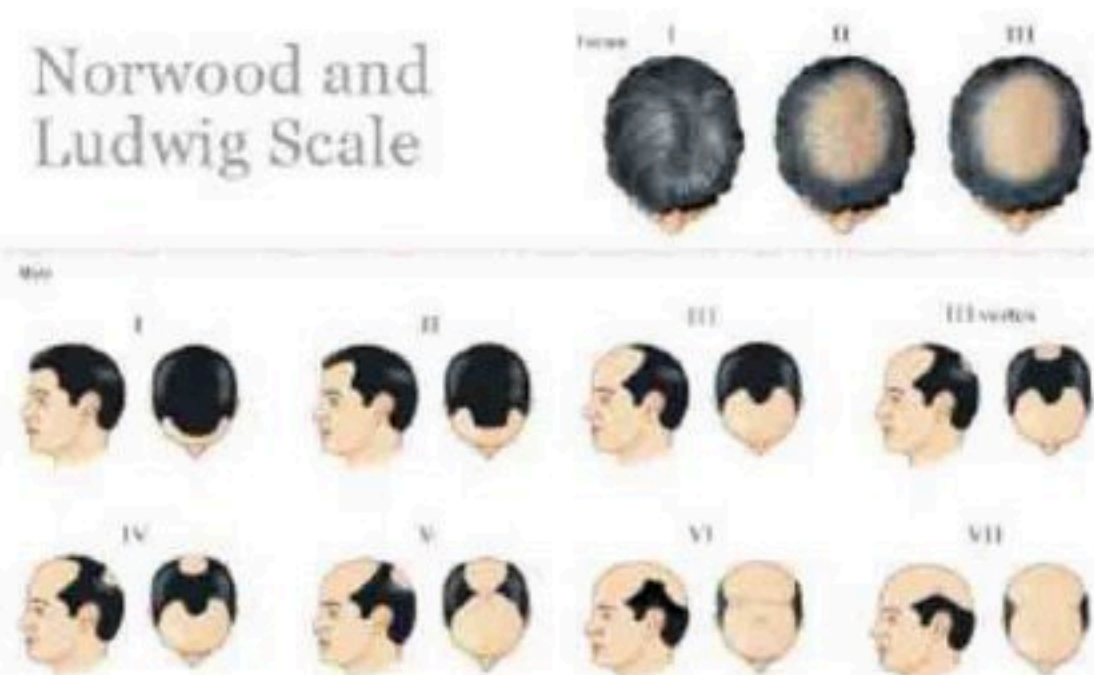 Norwood and
Ludwig Scale
I II III
I II III III vertex
IV V VI VII